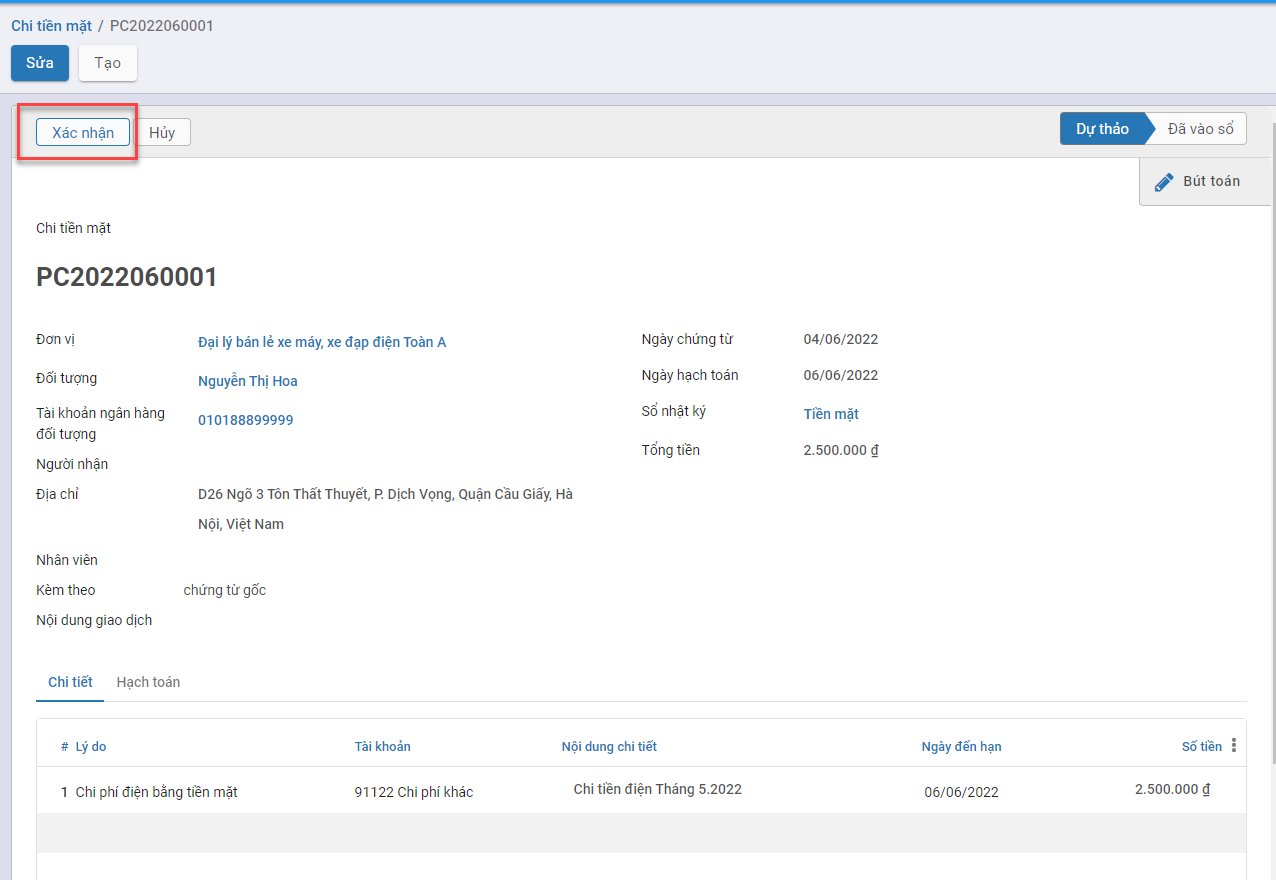 Chi tiền mặt / PC2022060001
Sửa Tạo
Xác nhận Hủy Dự thảo Đã vào sổ
Bút toán
Chi tiền mặt
PC2022060001
Đơn vị Đại lý bán lẻ xe máy, xe đạp điện Toàn A Ngày chứng từ 04/06/2022
Đối tượng Nguyễn Thị Hoa Ngày hạch toán 06/06/2022
Tài khoản ngân hàng
đối tượng 010188899999 Sổ nhật ký Tiền mặt
Người nhận Tổng tiền 2.500.000 ₫
Địa chỉ D26 Ngõ 3 Tôn Thất Thuyết, P. Dịch Vọng, Quận Cầu Giấy, Hà
Nội, Việt Nam
Nhân viên
Kèm theo chứng từ gốc
Nội dung giao dịch
Chi tiết Hạch toán
# Lý do Tài khoản Nội dung chi tiết Ngày đến hạn Số tiền
1 Chi phí điện bằng tiền mặt 91122 Chi phí khác Chi tiền điện Tháng 5.2022 06/06/2022 2.500.000 ₫